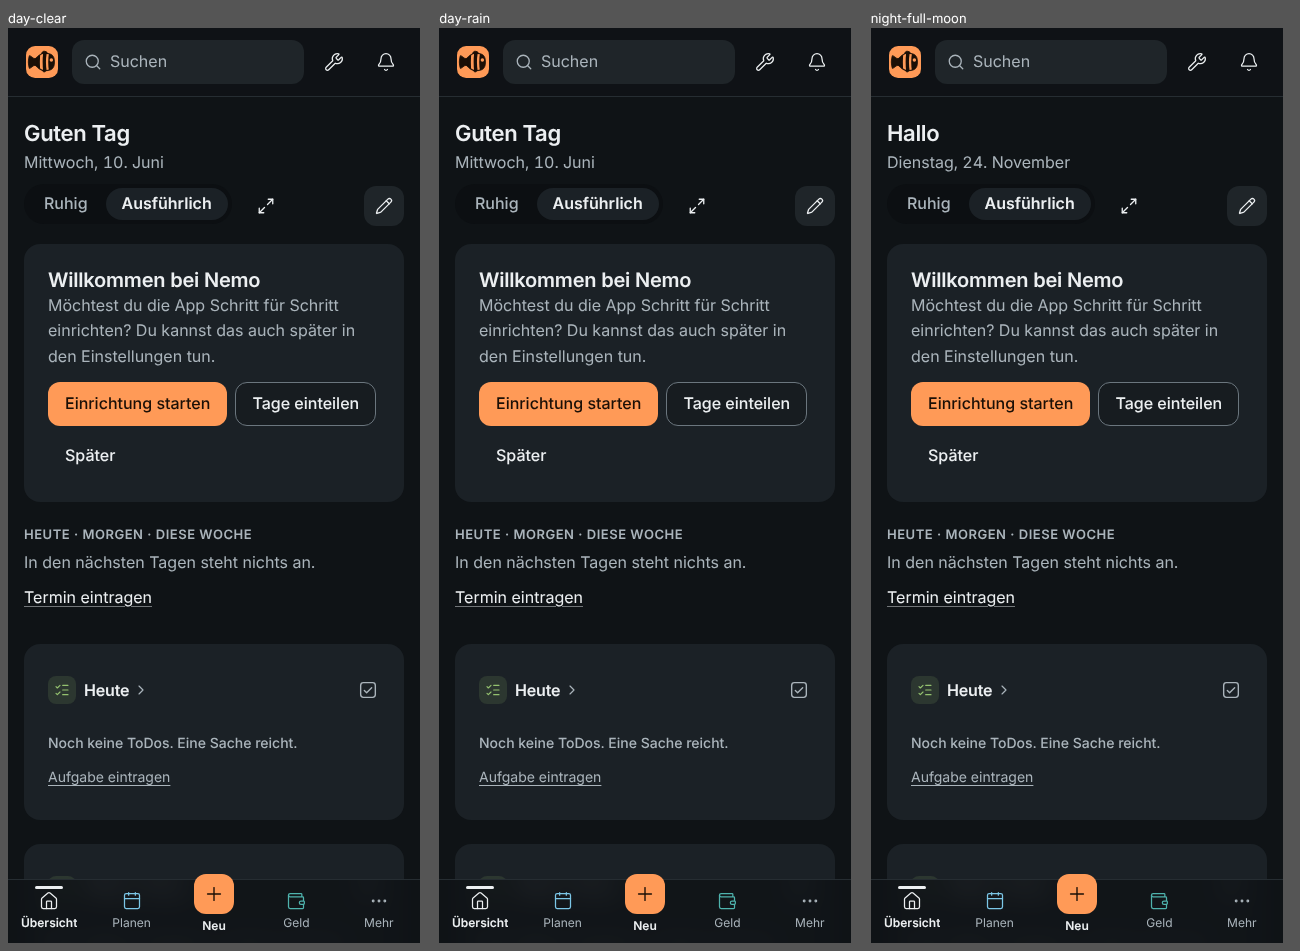 day-clear
Suchen
Guten Tag
Mittwoch, 10. Juni
Ruhig
Ausführlich
Willkommen bei Nemo
Möchtest du die App Schritt für Schritt
einrichten? Du kannst das auch später in
den Einstellungen tun.
Einrichtung starten
Tage einteilen
Später
HEUTE · MORGEN · DIESE WOCHE
In den nächsten Tagen steht nichts an.
Termin eintragen
Heute
Noch keine ToDos. Eine Sache reicht.
Aufgabe eintragen
Übersicht
Planen
Neu
Geld
Mehr
day-rain
Suchen
Guten Tag
Mittwoch, 10. Juni
Ruhig
Ausführlich
Willkommen bei Nemo
Möchtest du die App Schritt für Schritt
einrichten? Du kannst das auch später in
den Einstellungen tun.
Einrichtung starten
Tage einteilen
Später
HEUTE · MORGEN · DIESE WOCHE
In den nächsten Tagen steht nichts an.
Termin eintragen
Heute
Noch keine ToDos. Eine Sache reicht.
Aufgabe eintragen
Übersicht
Planen
Neu
Geld
Mehr
night-full-moon
Suchen
Hallo
Dienstag, 24. November
Ruhig
Ausführlich
Willkommen bei Nemo
Möchtest du die App Schritt für Schritt
einrichten? Du kannst das auch später in
den Einstellungen tun.
Einrichtung starten
Tage einteilen
Später
HEUTE · MORGEN · DIESE WOCHE
In den nächsten Tagen steht nichts an.
Termin eintragen
Heute
Noch keine ToDos. Eine Sache reicht.
Aufgabe eintragen
Übersicht
Planen
Neu
Geld
Mehr